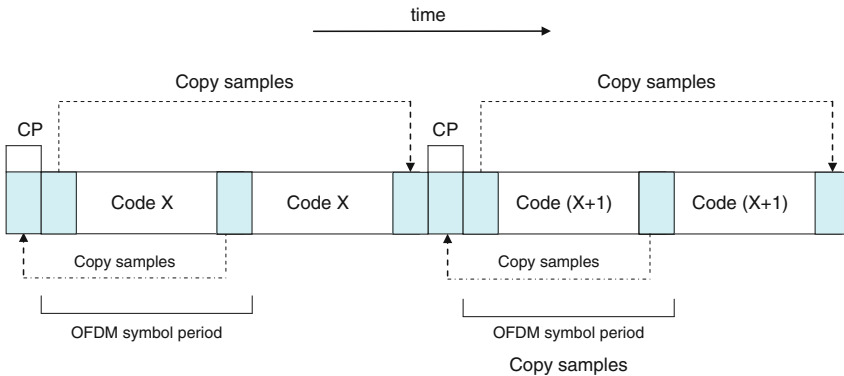 time
Copy samples
Copy samples
CP
CP
Code X
Code X
Code (X+1)
Code (X+1)
Copy samples
Copy samples
OFDM symbol period
OFDM symbol period
Copy samples